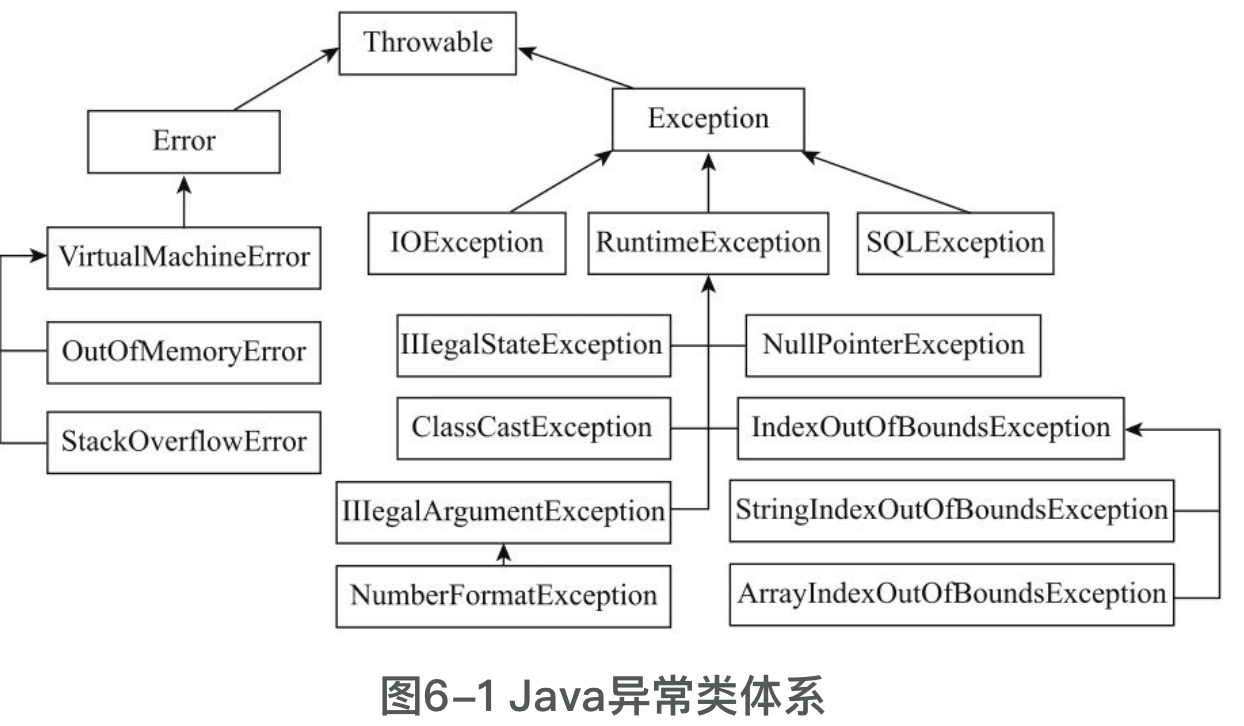 Throwable
Error
Exception
VirtualMachineError
IOException
RuntimeException
SQLException
OutOfMemoryError
IIlegalStateException
NullPointerException
StackOverflowError
ClassCastException
IndexOutOfBoundsException
IIlegalArgumentException
StringIndexOutOfBoundsException
NumberFormatException
ArrayIndexOutOfBoundsException
图6-1 Java异常类体系